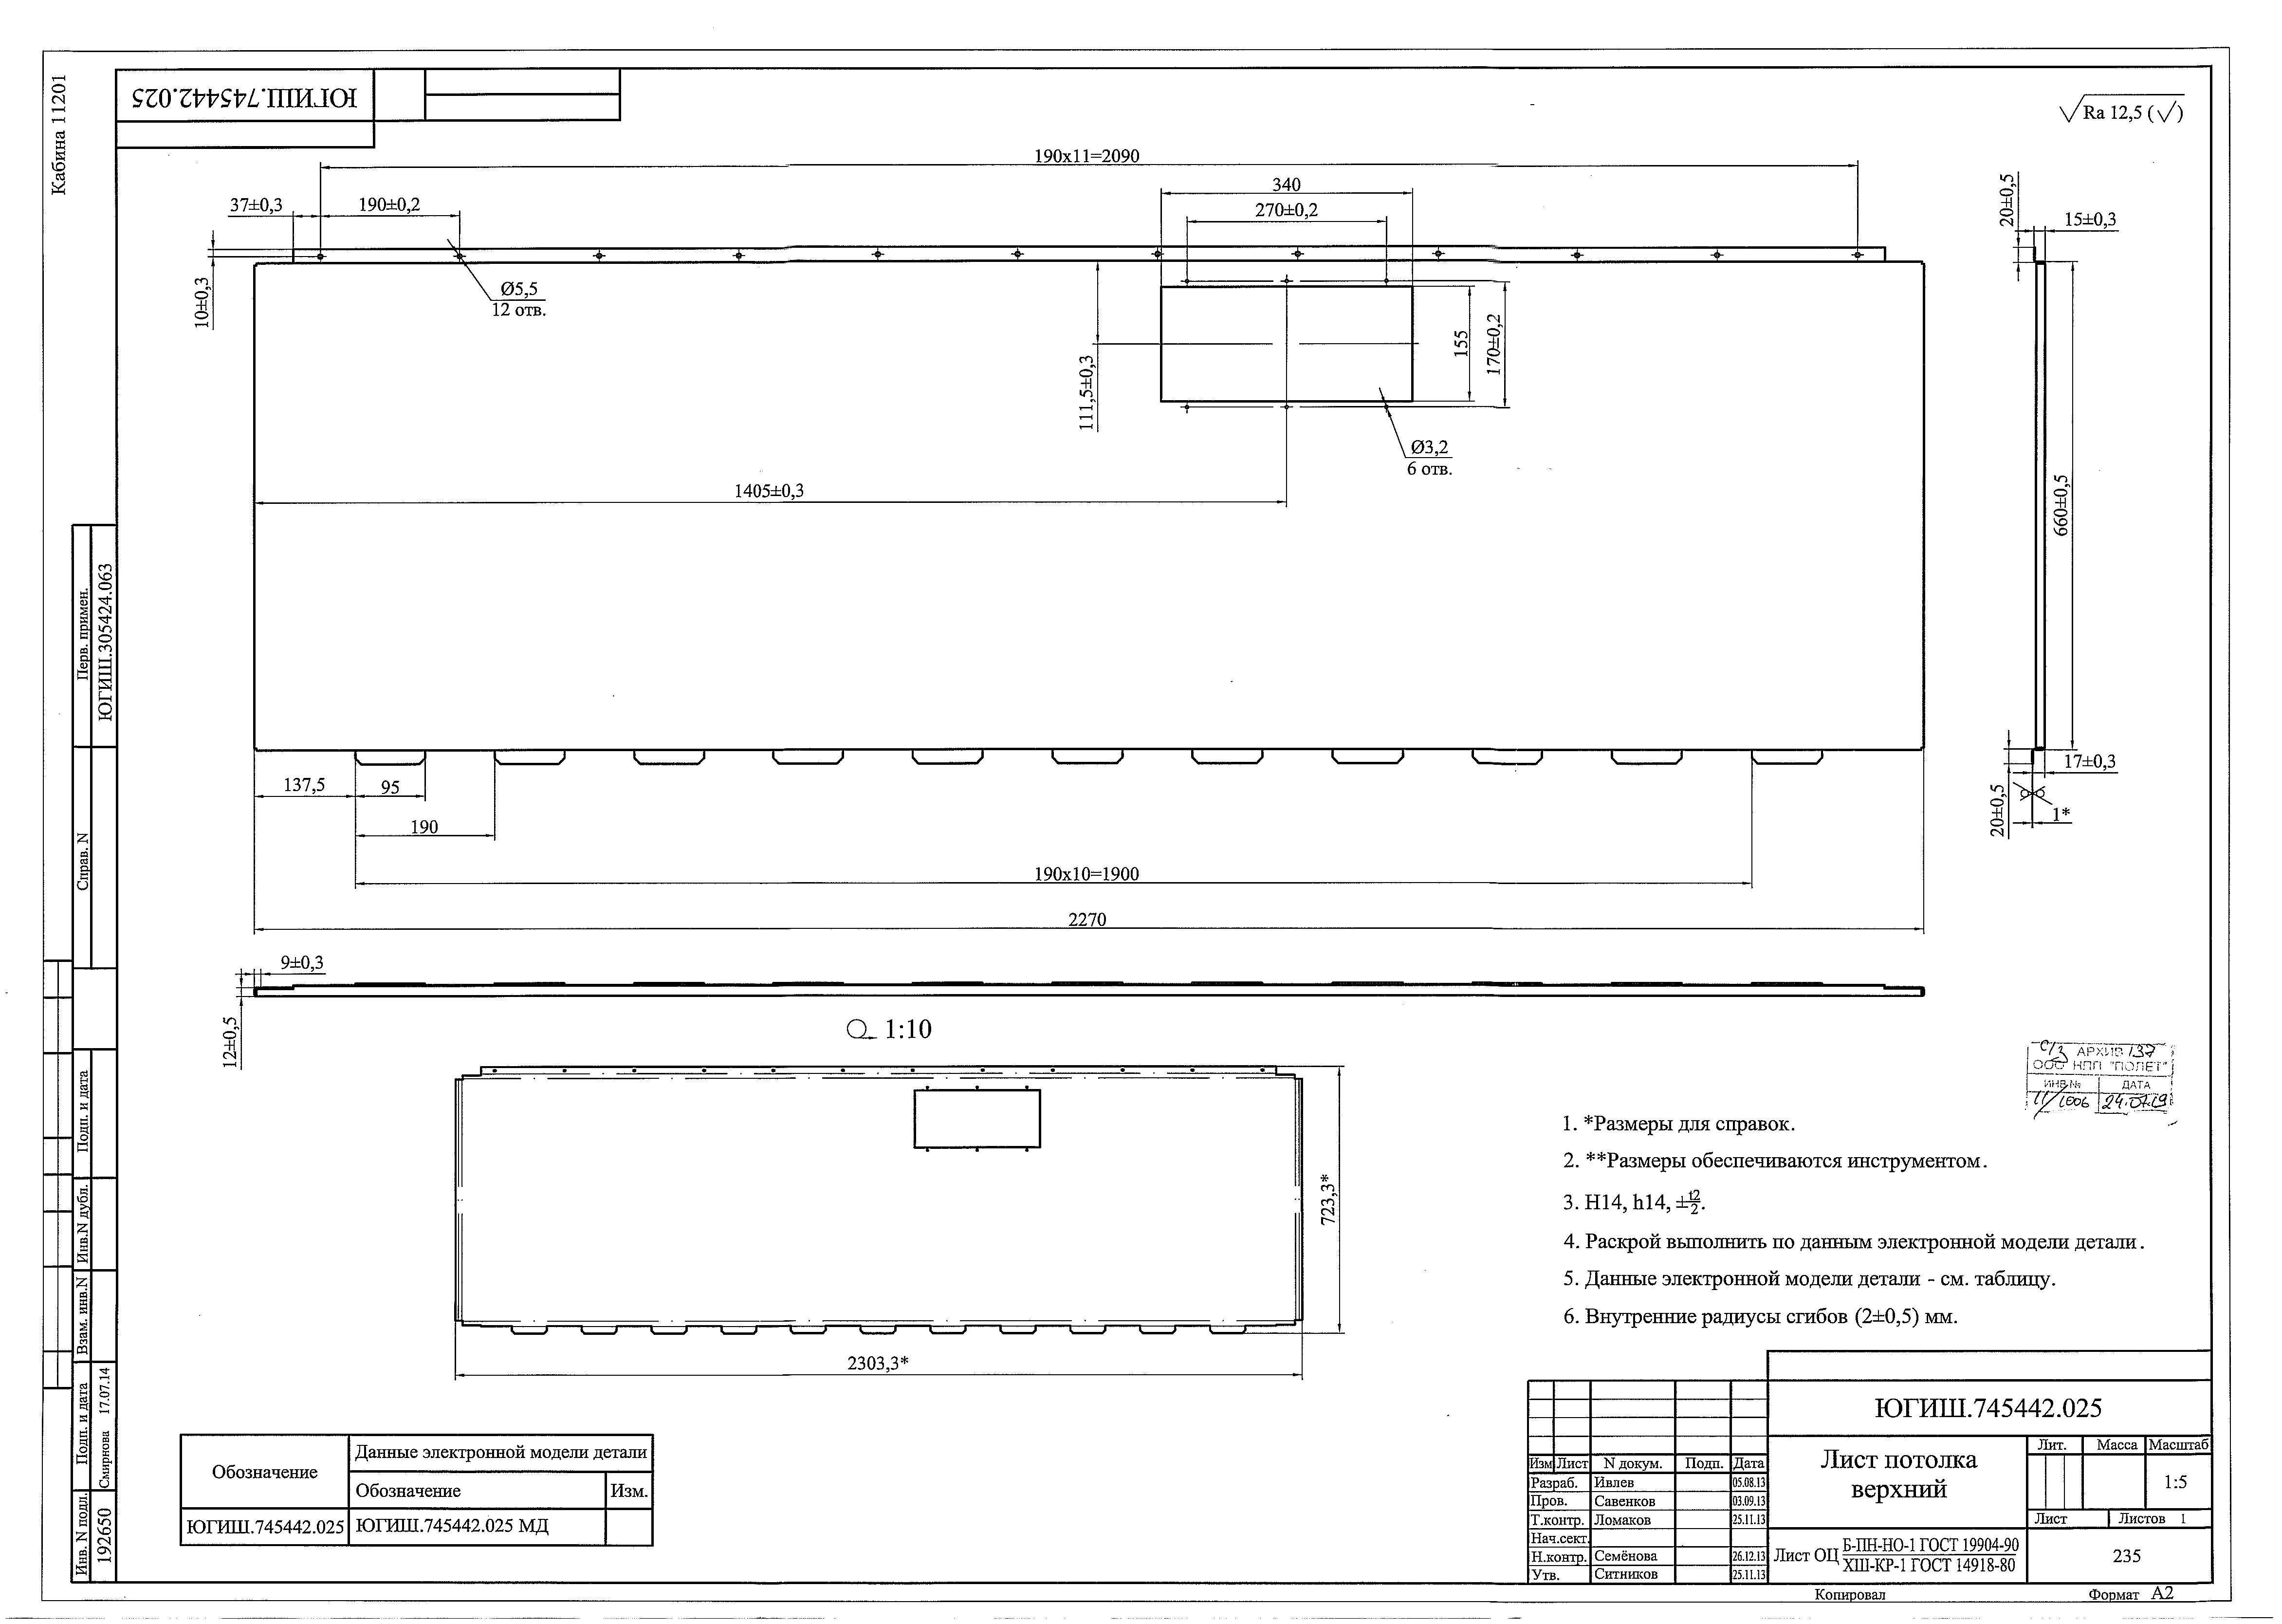 Кабина 11201
ЮГИШ.745442.025
Ra 12,5 (√)
190x11=2090
340
37±0,3
190±0,2
270±0,2
20±0,5
15±0,3
10±0,3
Ø5,5
12 отв.
111,5±0,3
155
170±0,2
Ø3,2
6 отв.
1405±0,3
660±0,5
Перв. примен.
ЮГИШ.305424.063
137,5
95
190
17±0,3
20±0,5
1*
190x10=1900
2270
Справ. N
9±0,3
12±0,5
1:10
723,3*
2303,3*
АРХИВ 137
ООО НПП "ПОЛЕТ"
ИНВ.№ ДАТА
11/1006 24.07.19
1. *Размеры для справок.
2. **Размеры обеспечиваются инструментом.
3. H14, h14, ±t2/2.
4. Раскрой выполнить по данным электронной модели детали.
5. Данные электронной модели детали - см. таблицу.
6. Внутренние радиусы сгибов (2±0,5) мм.
Подп. и дата
Инв.N дубл.
Взам. инв.N
Подп. и дата
Смирнова 17.07.14
Инв. N подл.
192650
Обозначение
Данные электронной модели детали
Обозначение Изм.
ЮГИШ.745442.025 ЮГИШ.745442.025 МД
ЮГИШ.745442.025
Изм Лист N докум. Подп. Дата
Разраб. Ивлев 05.08.13
Пров. Савенков 03.09.13
Т.контр. Ломаков 25.11.13
Нач.сект.
Н.контр. Семёнова 26.12.13
Утв. Ситников 25.11.13
Лист потолка
верхний
Лит. Масса Масштаб
1:5
Лист Листов 1
Лист ОЦ Б-ПН-НО-1 ГОСТ 19904-90
ХШ-КР-1 ГОСТ 14918-80
235
Копировал Формат А2